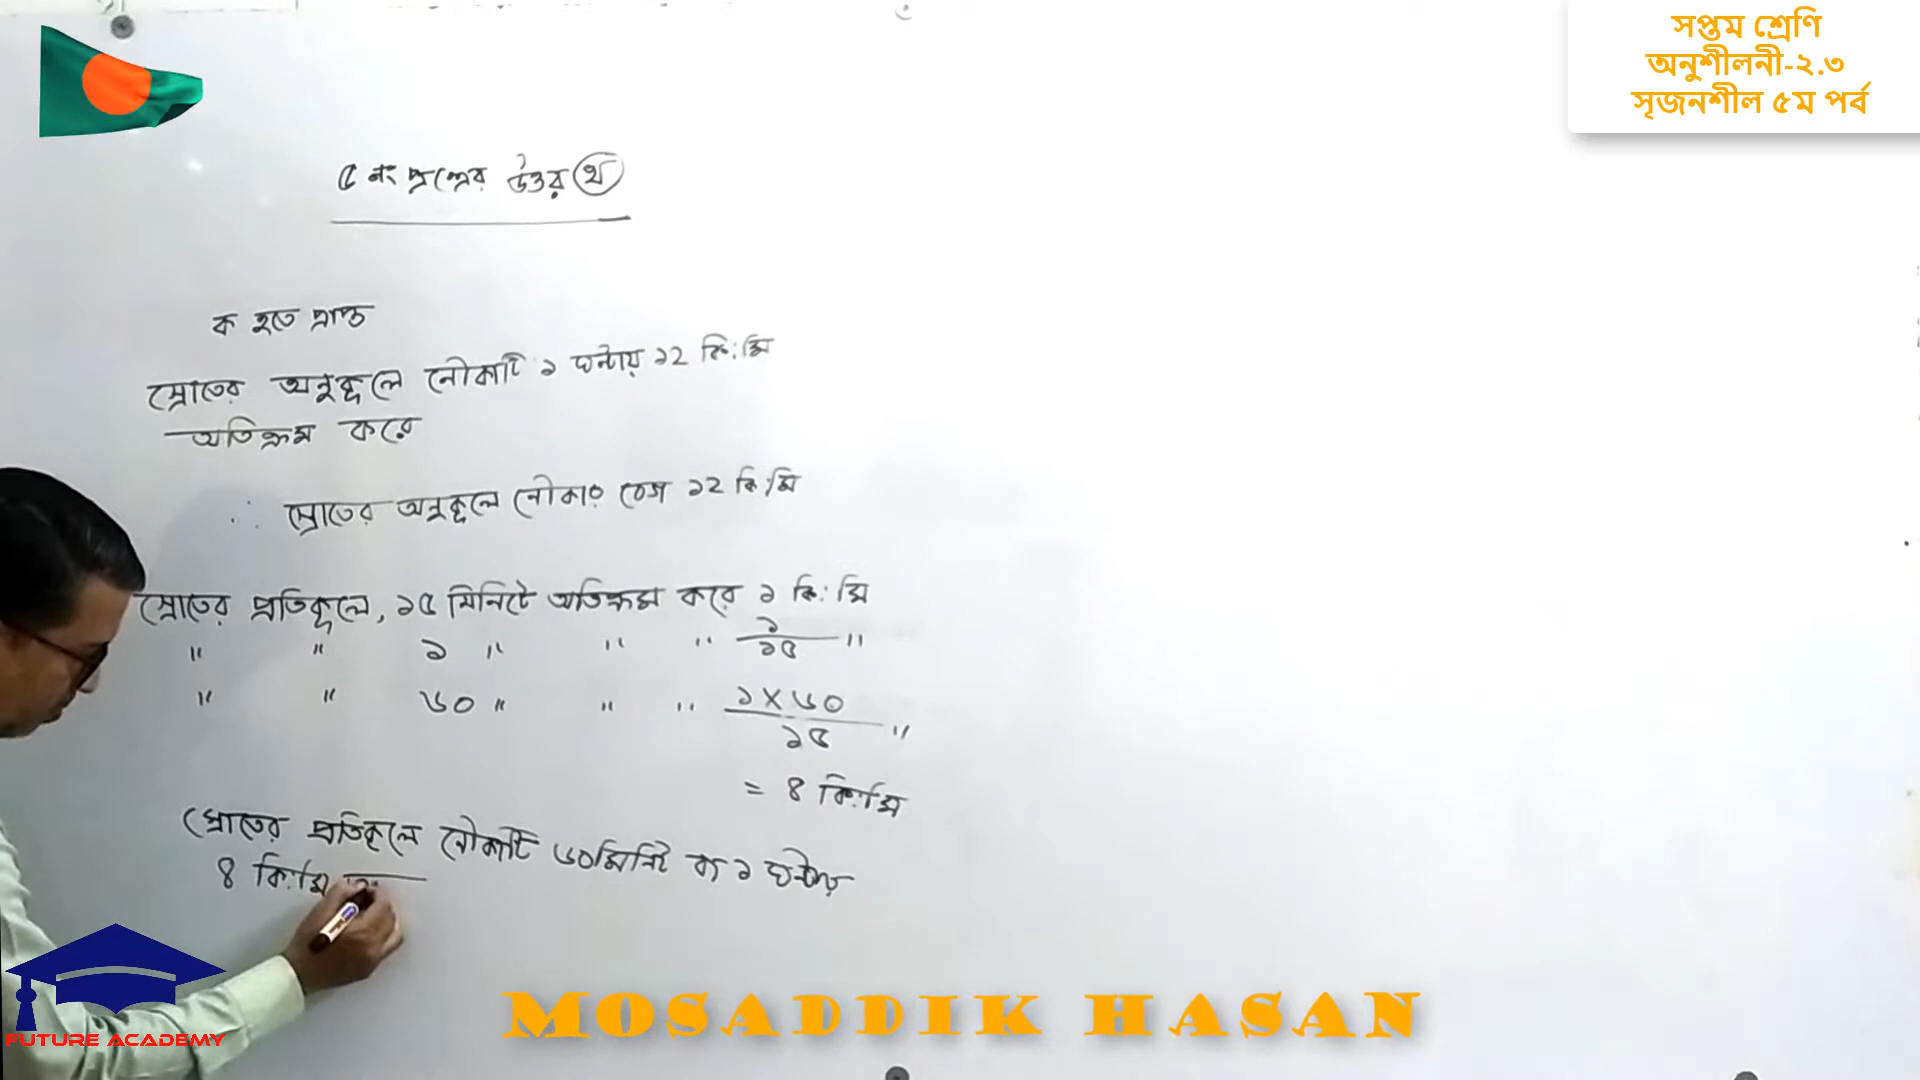 সপ্তম শ্রেণি
অনুশীলনী-২.৩
সৃজনশীল ৫ম পর্ব
৫ নং প্রশ্নের উত্তর খ
ক হতে প্রাপ্ত
স্রোতের অনুকূলে নৌকাটি ১ ঘন্টায় ১২ কি:মি
অতিক্রম করে
∴ স্রোতের অনুকূলে নৌকার বেগ ১২ কি:মি
স্রোতের প্রতিকূলে, ১৫ মিনিটে অতিক্রম করে ১ কি:মি
" " ১ " " " ১/১৫ "
" " ৬০ " " " ১×৬০/১৫ "
= ৪ কি:মি
স্রোতের প্রতিকূলে নৌকাটি ৬০মিনিট বা ১ ঘন্টায়
৪ কি:মি
FUTURE ACADEMY
MOSADDIK HASAN